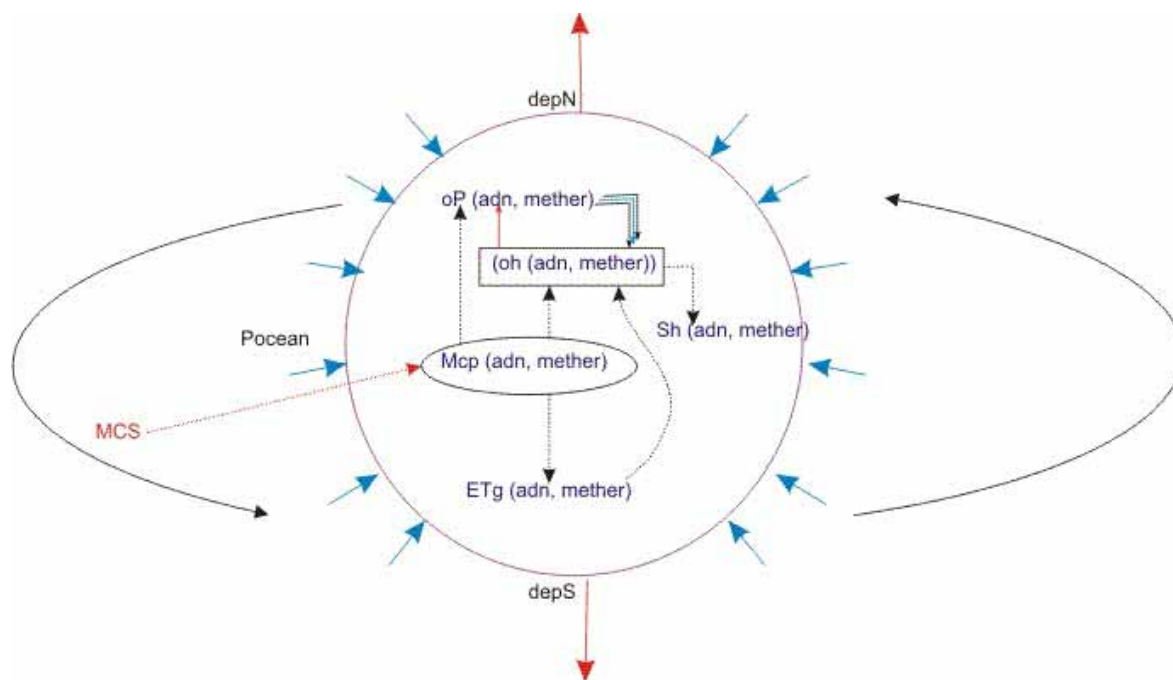 depN
oP (adn, mether)
(oh (adn, mether))
Sh (adn, mether)
Pocean
Mcp (adn, mether)
MCS
ETg (adn, mether)
depS